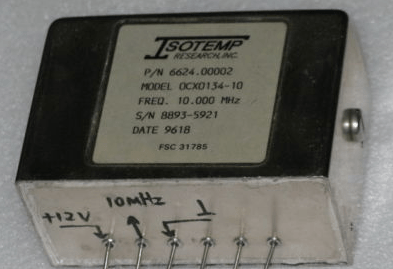 ISOTEMP
RESEARCH,INC.
P/N 6624.00002
MODEL OCXO134-10
FREQ. 10.000 MHz
S/N 8893-5921
DATE 9618
FSC 31785
+12V 10MHz